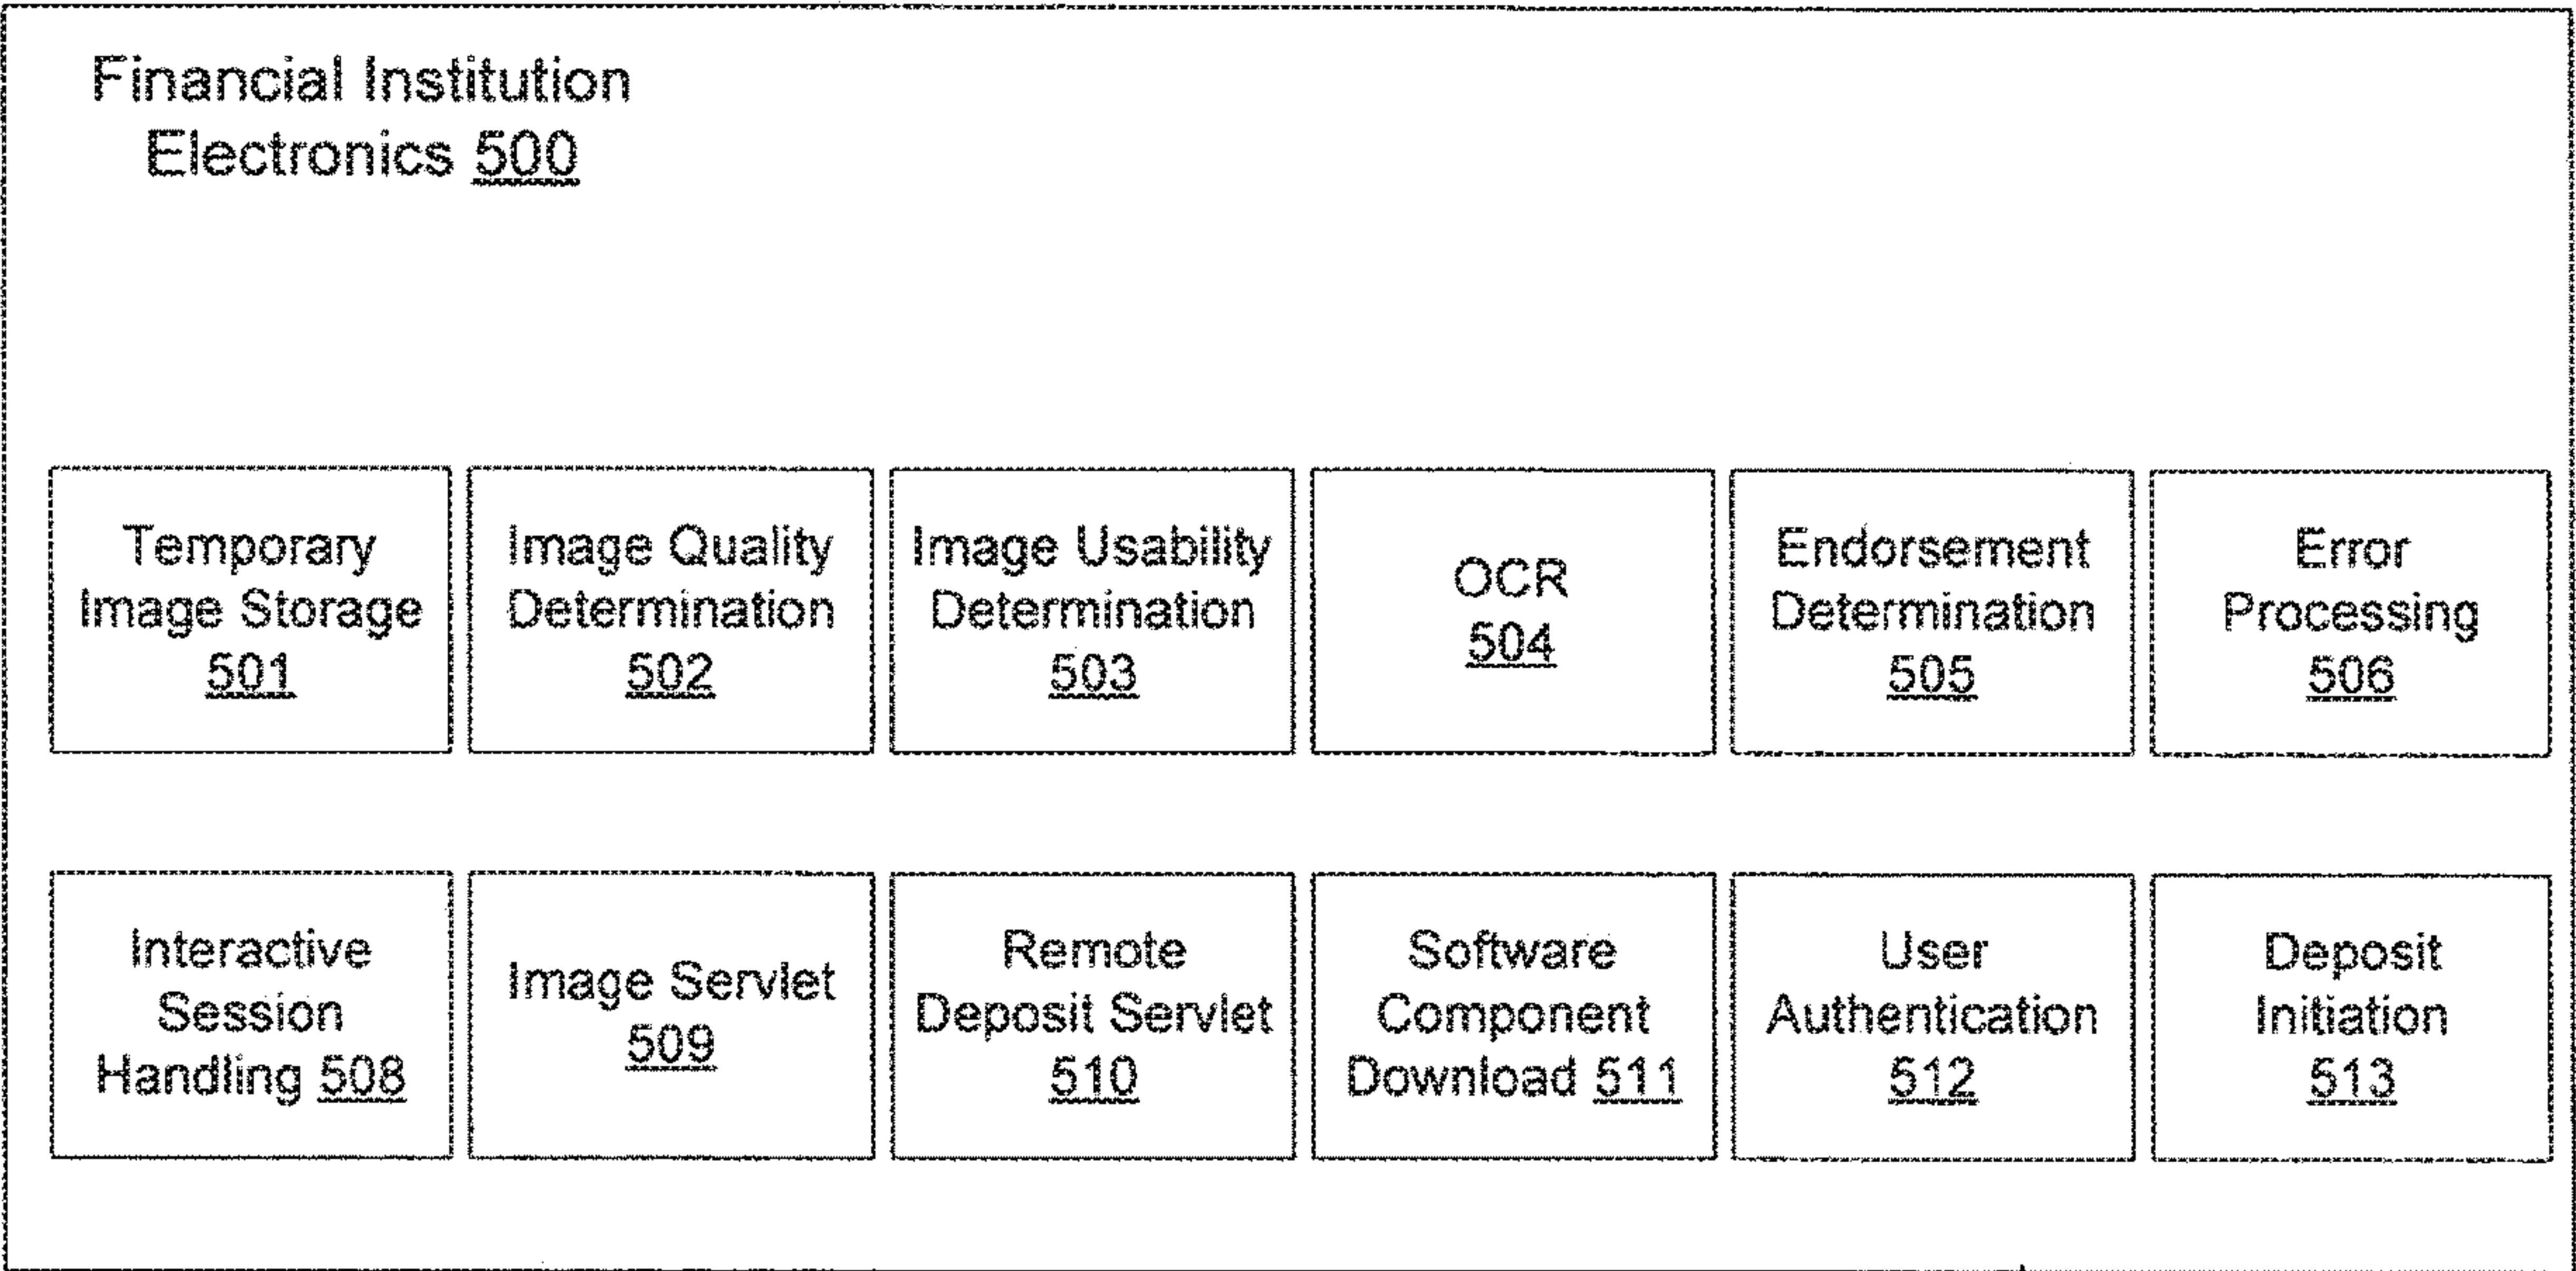 Financial Institution
Electronics 500
Temporary
Image Storage
501
Image Quality
Determination
502
Image Usability
Determination
503
OCR
504
Endorsement
Determination
505
Error
Processing
506
Interactive
Session
Handling 508
Image Servlet
509
Remote
Deposit Servlet
510
Software
Component
Download 511
User
Authentication
512
Deposit
Initiation
513